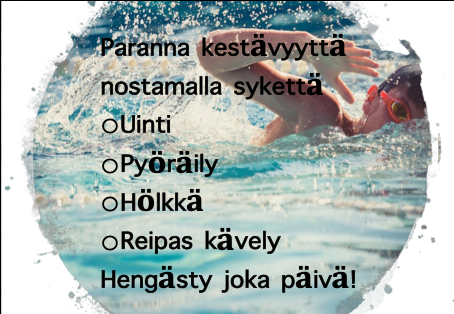 Paranna kestävyyttä
nostamalla sykettä
○Uinti
○Pyöräily
○Hölkkä
○Reipas kävely
Hengästy joka päivä!